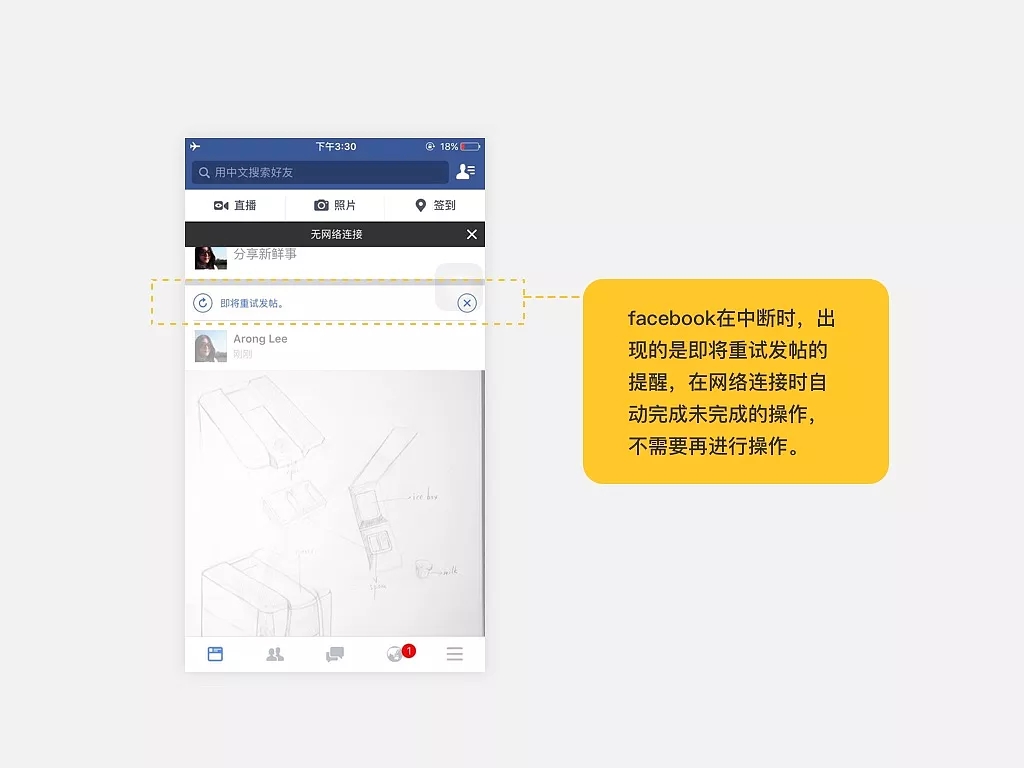 下午3:30
18%
用中文搜索好友
直播
照片
签到
无网络连接
分享新鲜事
即将重试发帖。
Arong Lee
刚刚
ice box
milk
1
facebook在中断时，出
现的是即将重试发帖的
提醒，在网络连接时自
动完成未完成的操作，
不需要再进行操作。